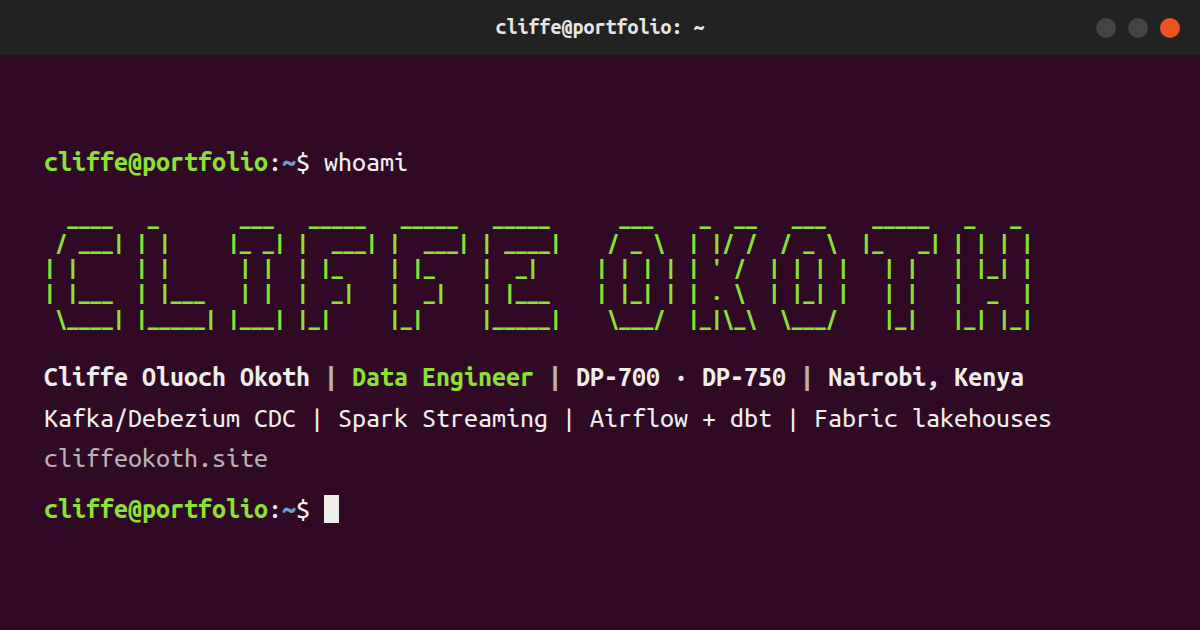 cliffe@portfolio: ~
cliffe@portfolio:~$ whoami
CLIFFE OKOTH
Cliffe Oluoch Okoth | Data Engineer | DP-700 · DP-750 | Nairobi, Kenya
Kafka/Debezium CDC | Spark Streaming | Airflow + dbt | Fabric lakehouses
cliffeokoth.site
cliffe@portfolio:~$